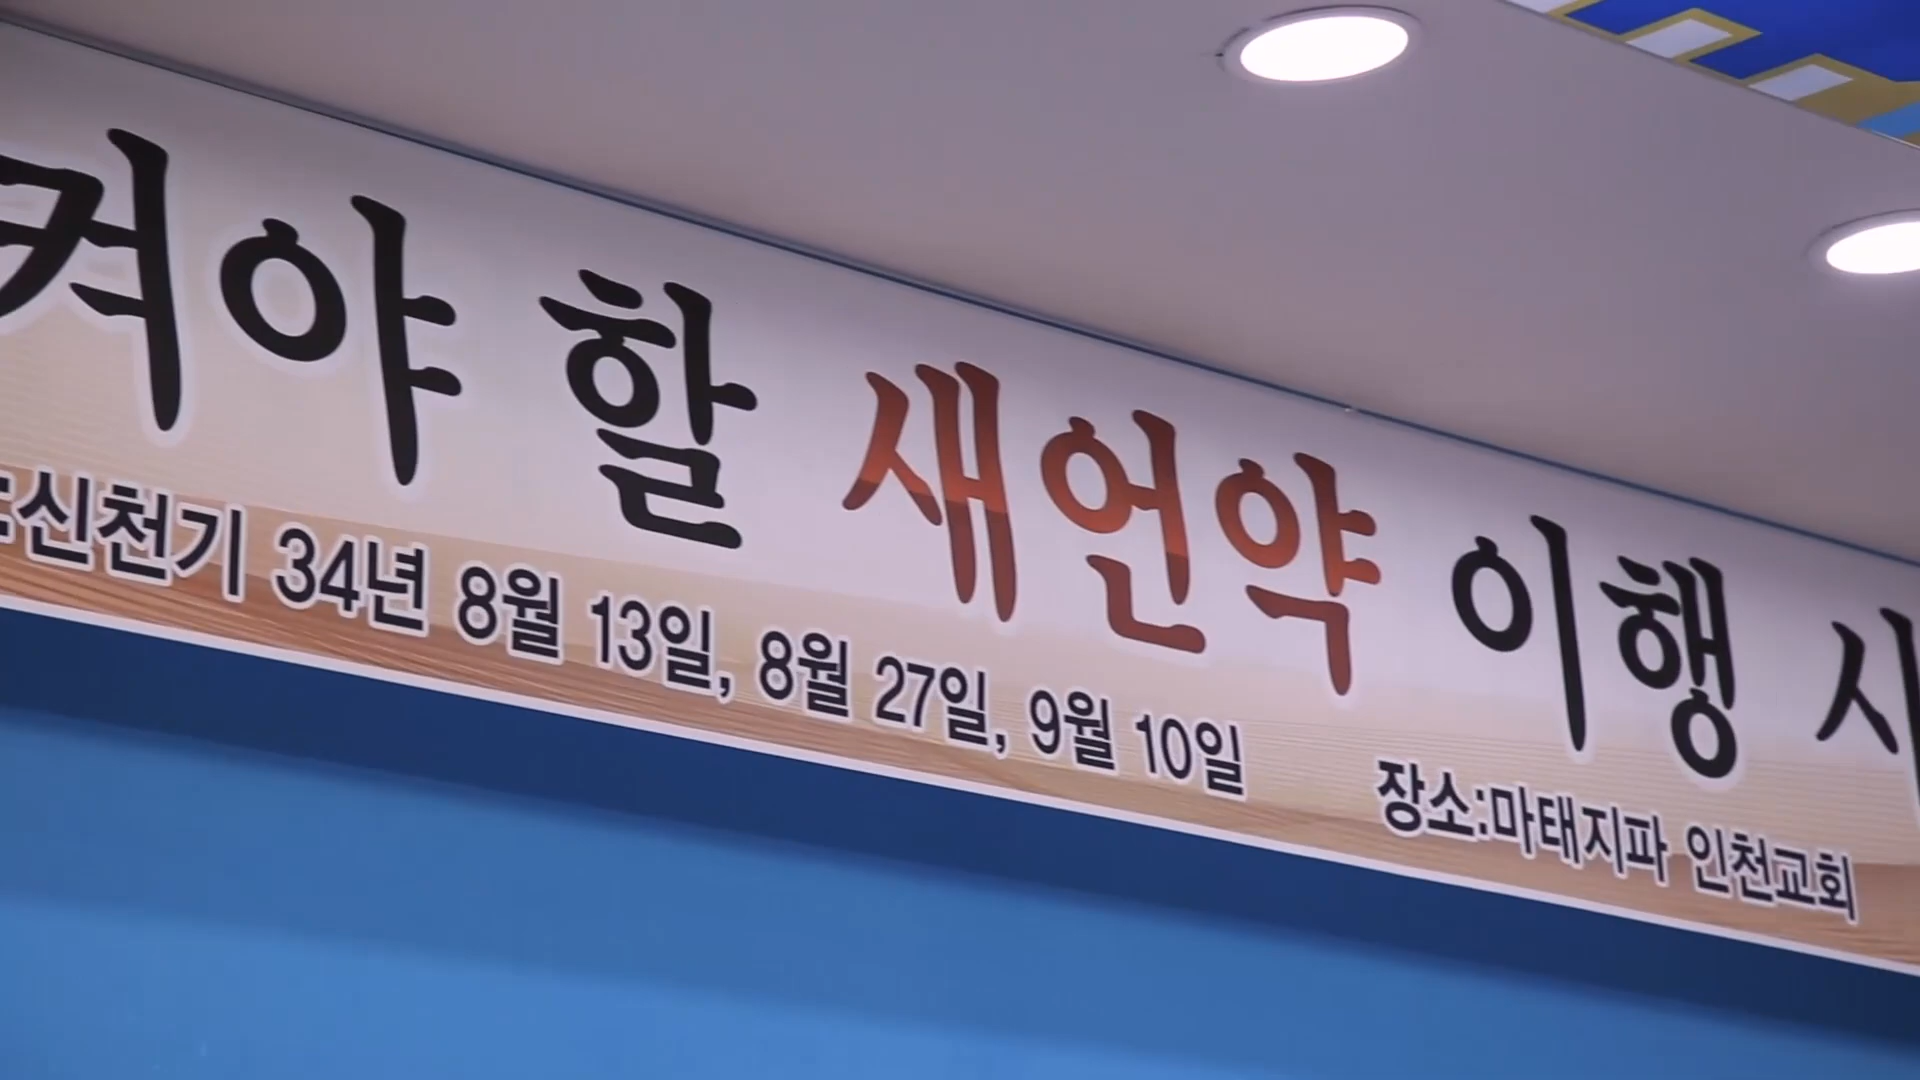 켜야 할 새언약 이행 시
:신천기 34년 8월 13일, 8월 27일, 9월 10일 장소:마태지파 인천교회